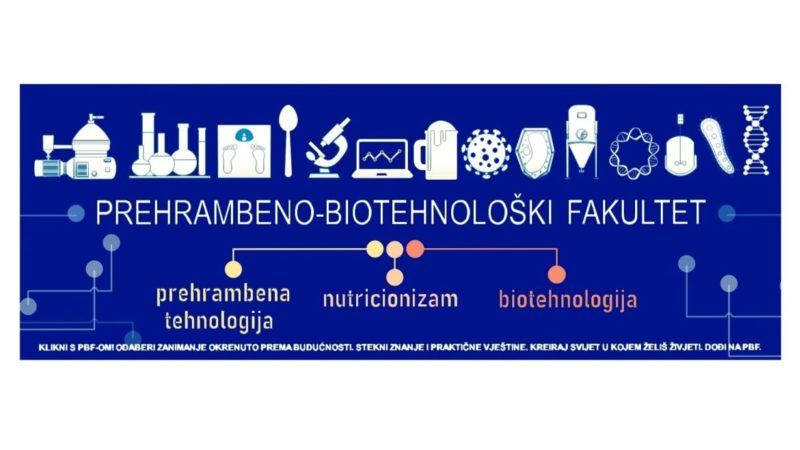 PREHRAMBENO-BIOTEHNOLOŠKI FAKULTET
prehrambena
tehnologija
nutricionizam
biotehnologija
KLIKNI S PBF-OM! ODABERI ZANIMANJE OKRENUTO PREMA BUDUĆNOSTI. STEKNI ZNANJE I PRAKTIČNE VJEŠTINE. KREIRAJ SVIJET U KOJEM ŽELIŠ ŽIVJETI. DOĐI NA PBF.